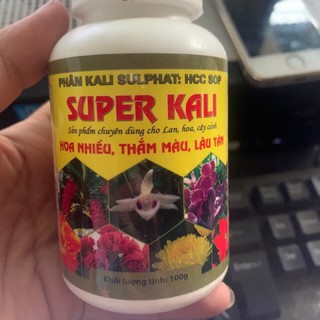 PHÂN KALI SULPHAT: HCC SOP
SUPER KALI
Sản phẩm chuyên dùng cho Lan, hoa, cây cảnh
HOA NHIỀU, THẮM MÀU, LÂU TÀN
Khối lượng tịnh: 100g